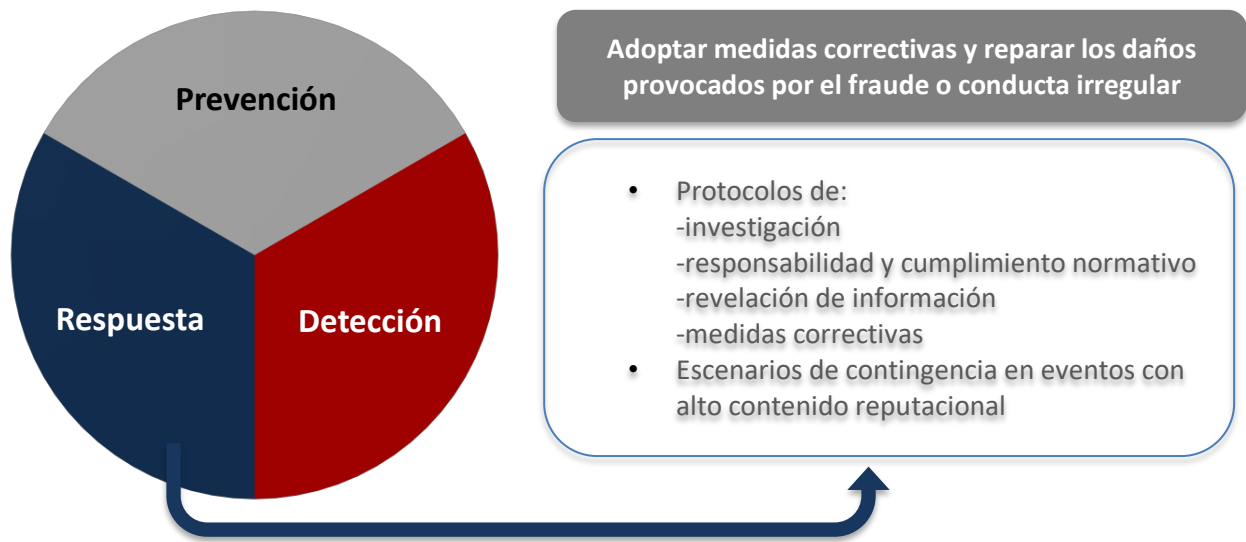 Prevención
Respuesta
Detección
Adoptar medidas correctivas y reparar los daños
provocados por el fraude o conducta irregular
• Protocolos de:
-investigación
-responsabilidad y cumplimiento normativo
-revelación de información
-medidas correctivas
• Escenarios de contingencia en eventos con
alto contenido reputacional